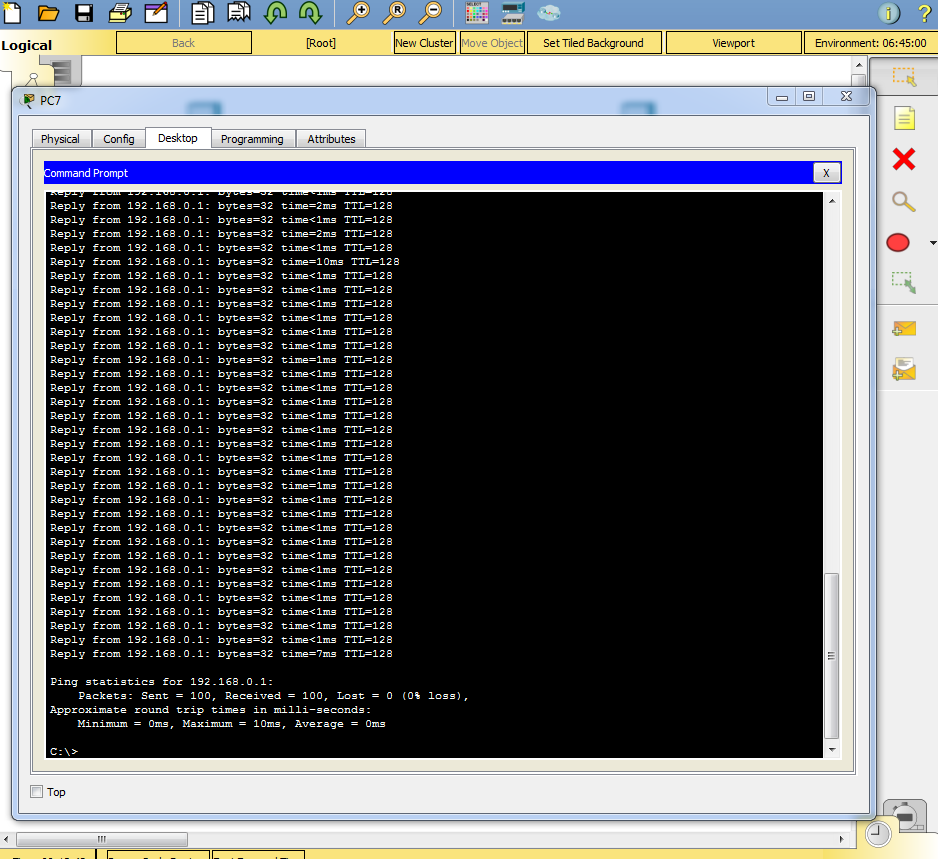 Logical
Back
[Root]
New Cluster
Move Object
Set Tiled Background
Viewport
Environment: 06:45:00
PC7
Physical
Config
Desktop
Programming
Attributes
Command Prompt
X
Reply from 192.168.0.1: bytes=32 time<1ms TTL=128
Reply from 192.168.0.1: bytes=32 time=2ms TTL=128
Reply from 192.168.0.1: bytes=32 time<1ms TTL=128
Reply from 192.168.0.1: bytes=32 time=2ms TTL=128
Reply from 192.168.0.1: bytes=32 time<1ms TTL=128
Reply from 192.168.0.1: bytes=32 time=10ms TTL=128
Reply from 192.168.0.1: bytes=32 time<1ms TTL=128
Reply from 192.168.0.1: bytes=32 time<1ms TTL=128
Reply from 192.168.0.1: bytes=32 time<1ms TTL=128
Reply from 192.168.0.1: bytes=32 time<1ms TTL=128
Reply from 192.168.0.1: bytes=32 time<1ms TTL=128
Reply from 192.168.0.1: bytes=32 time=1ms TTL=128
Reply from 192.168.0.1: bytes=32 time=1ms TTL=128
Reply from 192.168.0.1: bytes=32 time<1ms TTL=128
Reply from 192.168.0.1: bytes=32 time<1ms TTL=128
Reply from 192.168.0.1: bytes=32 time<1ms TTL=128
Reply from 192.168.0.1: bytes=32 time<1ms TTL=128
Reply from 192.168.0.1: bytes=32 time<1ms TTL=128
Reply from 192.168.0.1: bytes=32 time<1ms TTL=128
Reply from 192.168.0.1: bytes=32 time<1ms TTL=128
Reply from 192.168.0.1: bytes=32 time<1ms TTL=128
Reply from 192.168.0.1: bytes=32 time=1ms TTL=128
Reply from 192.168.0.1: bytes=32 time<1ms TTL=128
Reply from 192.168.0.1: bytes=32 time<1ms TTL=128
Reply from 192.168.0.1: bytes=32 time<1ms TTL=128
Reply from 192.168.0.1: bytes=32 time<1ms TTL=128
Reply from 192.168.0.1: bytes=32 time<1ms TTL=128
Reply from 192.168.0.1: bytes=32 time<1ms TTL=128
Reply from 192.168.0.1: bytes=32 time<1ms TTL=128
Reply from 192.168.0.1: bytes=32 time<1ms TTL=128
Reply from 192.168.0.1: bytes=32 time<1ms TTL=128
Reply from 192.168.0.1: bytes=32 time<1ms TTL=128
Reply from 192.168.0.1: bytes=32 time<1ms TTL=128
Reply from 192.168.0.1: bytes=32 time=7ms TTL=128
Ping statistics for 192.168.0.1:
Packets: Sent = 100, Received = 100, Lost = 0 (0% loss),
Approximate round trip times in milli-seconds:
Minimum = 0ms, Maximum = 10ms, Average = 0ms
C:\>
Top